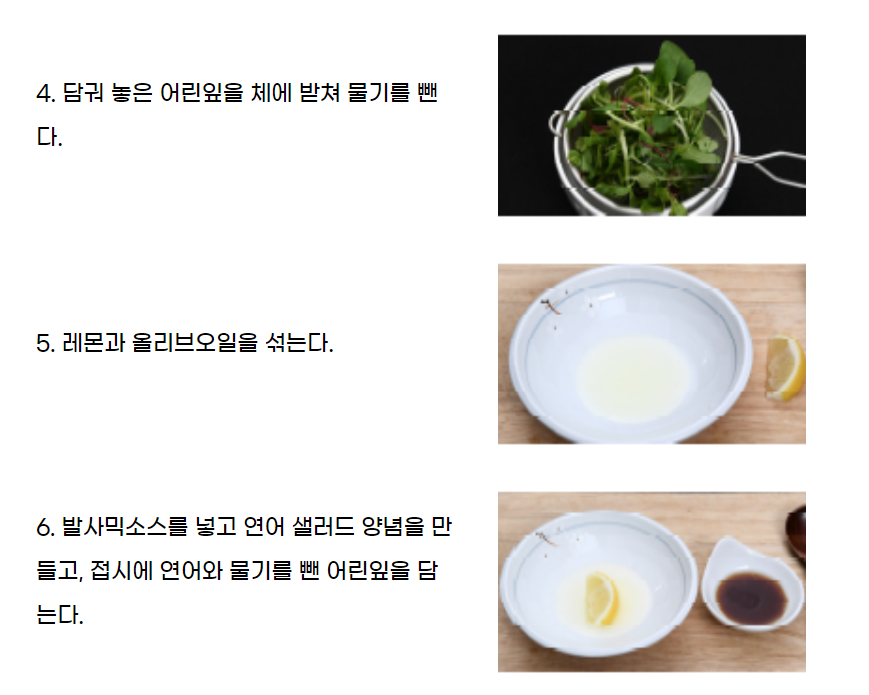 4. 담궈 놓은 어린잎을 체에 받쳐 물기를 뺀
다.
5. 레몬과 올리브오일을 섞는다.
6. 발사믹소스를 넣고 연어 샐러드 양념을 만
들고, 접시에 연어와 물기를 뺀 어린잎을 담
는다.